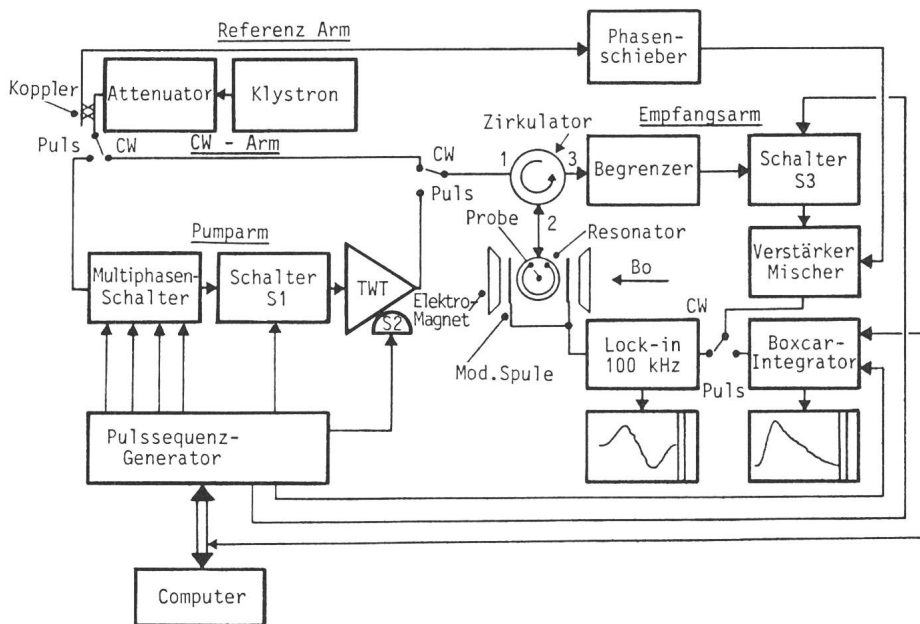 Referenz Arm
Phasen-
schieber
Koppler
Attenuator
Klystron
Puls
CW
CW - Arm
CW
Puls
Zirkulator
1
3
2
Empfangsarm
Begrenzer
Schalter
S3
Pumparm
Multiphasen-
Schalter
Schalter
S1
TWT
S2
Probe
Resonator
Elektro-
Magnet
Bo
Verstärker
Mischer
Mod.Spule
Lock-in
100 kHz
CW
Puls
Boxcar-
Integrator
Pulssequenz-
Generator
Computer